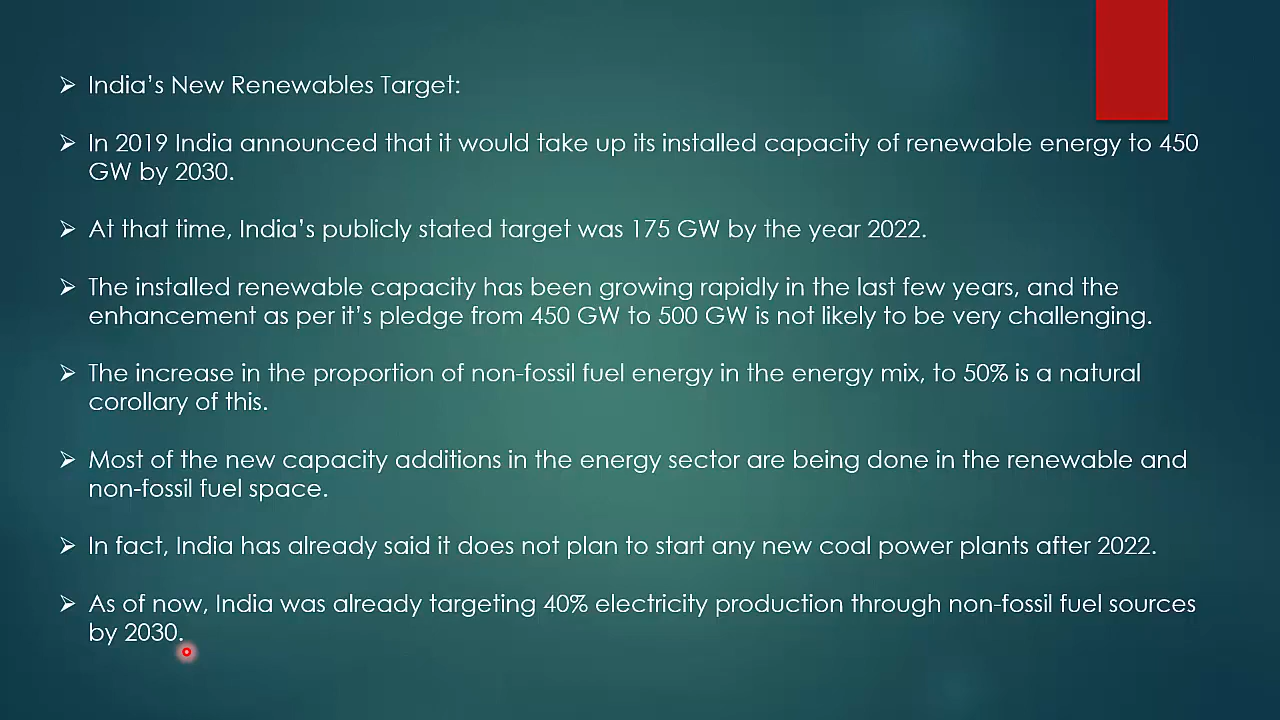 ➢ India's New Renewables Target:
➢ In 2019 India announced that it would take up its installed capacity of renewable energy to 450
GW by 2030.
➢ At that time, India's publicly stated target was 175 GW by the year 2022.
➢ The installed renewable capacity has been growing rapidly in the last few years, and the
enhancement as per it's pledge from 450 GW to 500 GW is not likely to be very challenging.
➢ The increase in the proportion of non-fossil fuel energy in the energy mix, to 50% is a natural
corollary of this.
➢ Most of the new capacity additions in the energy sector are being done in the renewable and
non-fossil fuel space.
➢ In fact, India has already said it does not plan to start any new coal power plants after 2022.
➢ As of now, India was already targeting 40% electricity production through non-fossil fuel sources
by 2030.